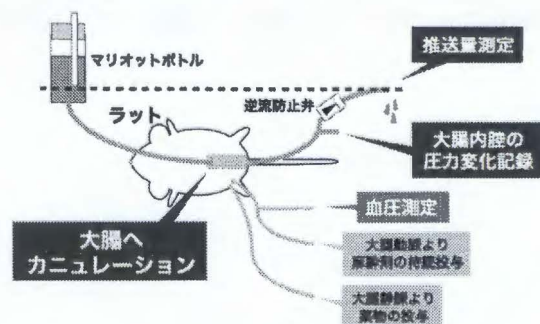 マリオットボトル
推送量測定
逆流防止弁
ラット
大腸内腔の
圧力変化記録
血圧測定
大腸へ
カニュレーション
大腿動脈より
麻酔剤の持続投与
大腿静脈より
薬物の投与